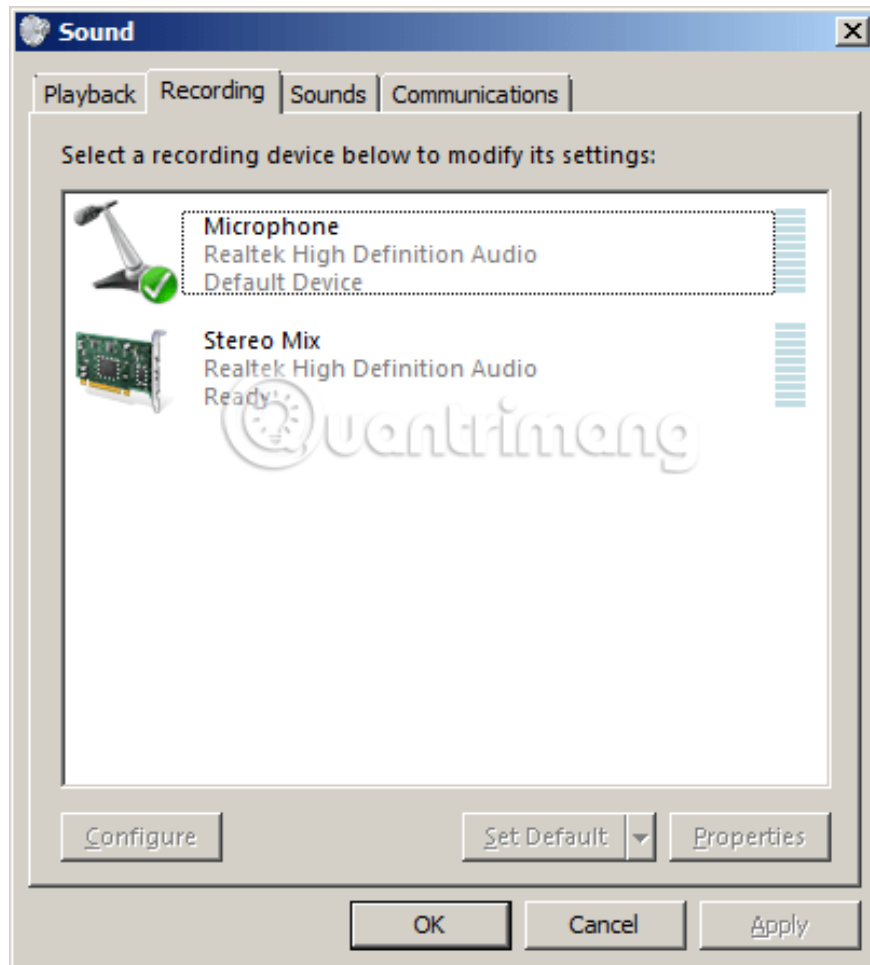 Sound
Playback Recording Sounds Communications
Select a recording device below to modify its settings:
Microphone
Realtek High Definition Audio
Default Device
Stereo Mix
Realtek High Definition Audio
Ready
Quantrimang
Configure Set Default Properties
OK Cancel Apply